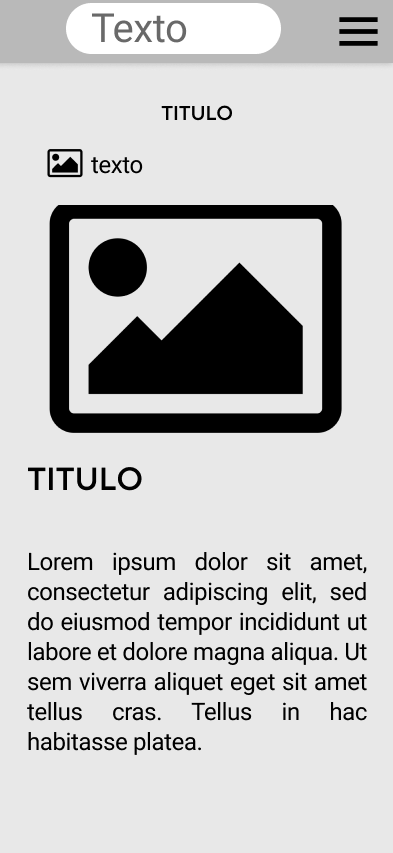 Texto
TITULO
texto
TITULO
Lorem ipsum dolor sit amet,
consectetur adipiscing elit, sed
do eiusmod tempor incididunt ut
labore et dolore magna aliqua. Ut
sem viverra aliquet eget sit amet
tellus cras. Tellus in hac
habitasse platea.